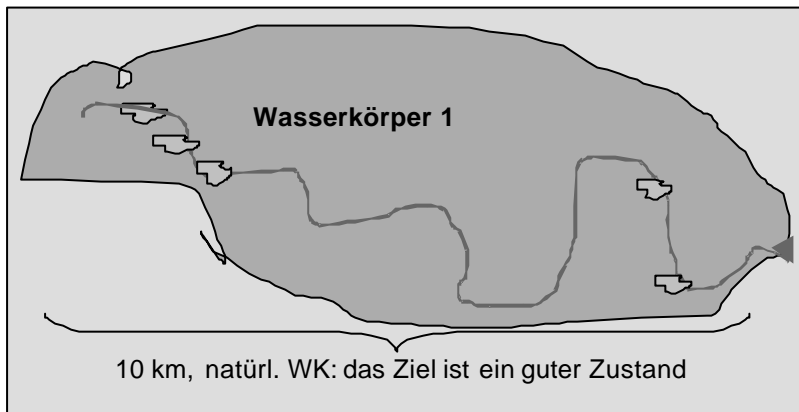 Wasserkörper 1
10 km, natürl. WK: das Ziel ist ein guter Zustand